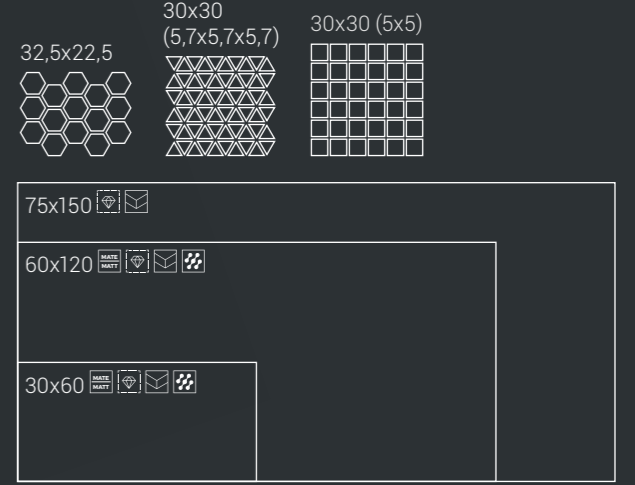 32,5x22,5
30x30
(5,7x5,7x5,7)
30x30 (5x5)
75x150
60x120 MATE MATT
30x60 MATE MATT